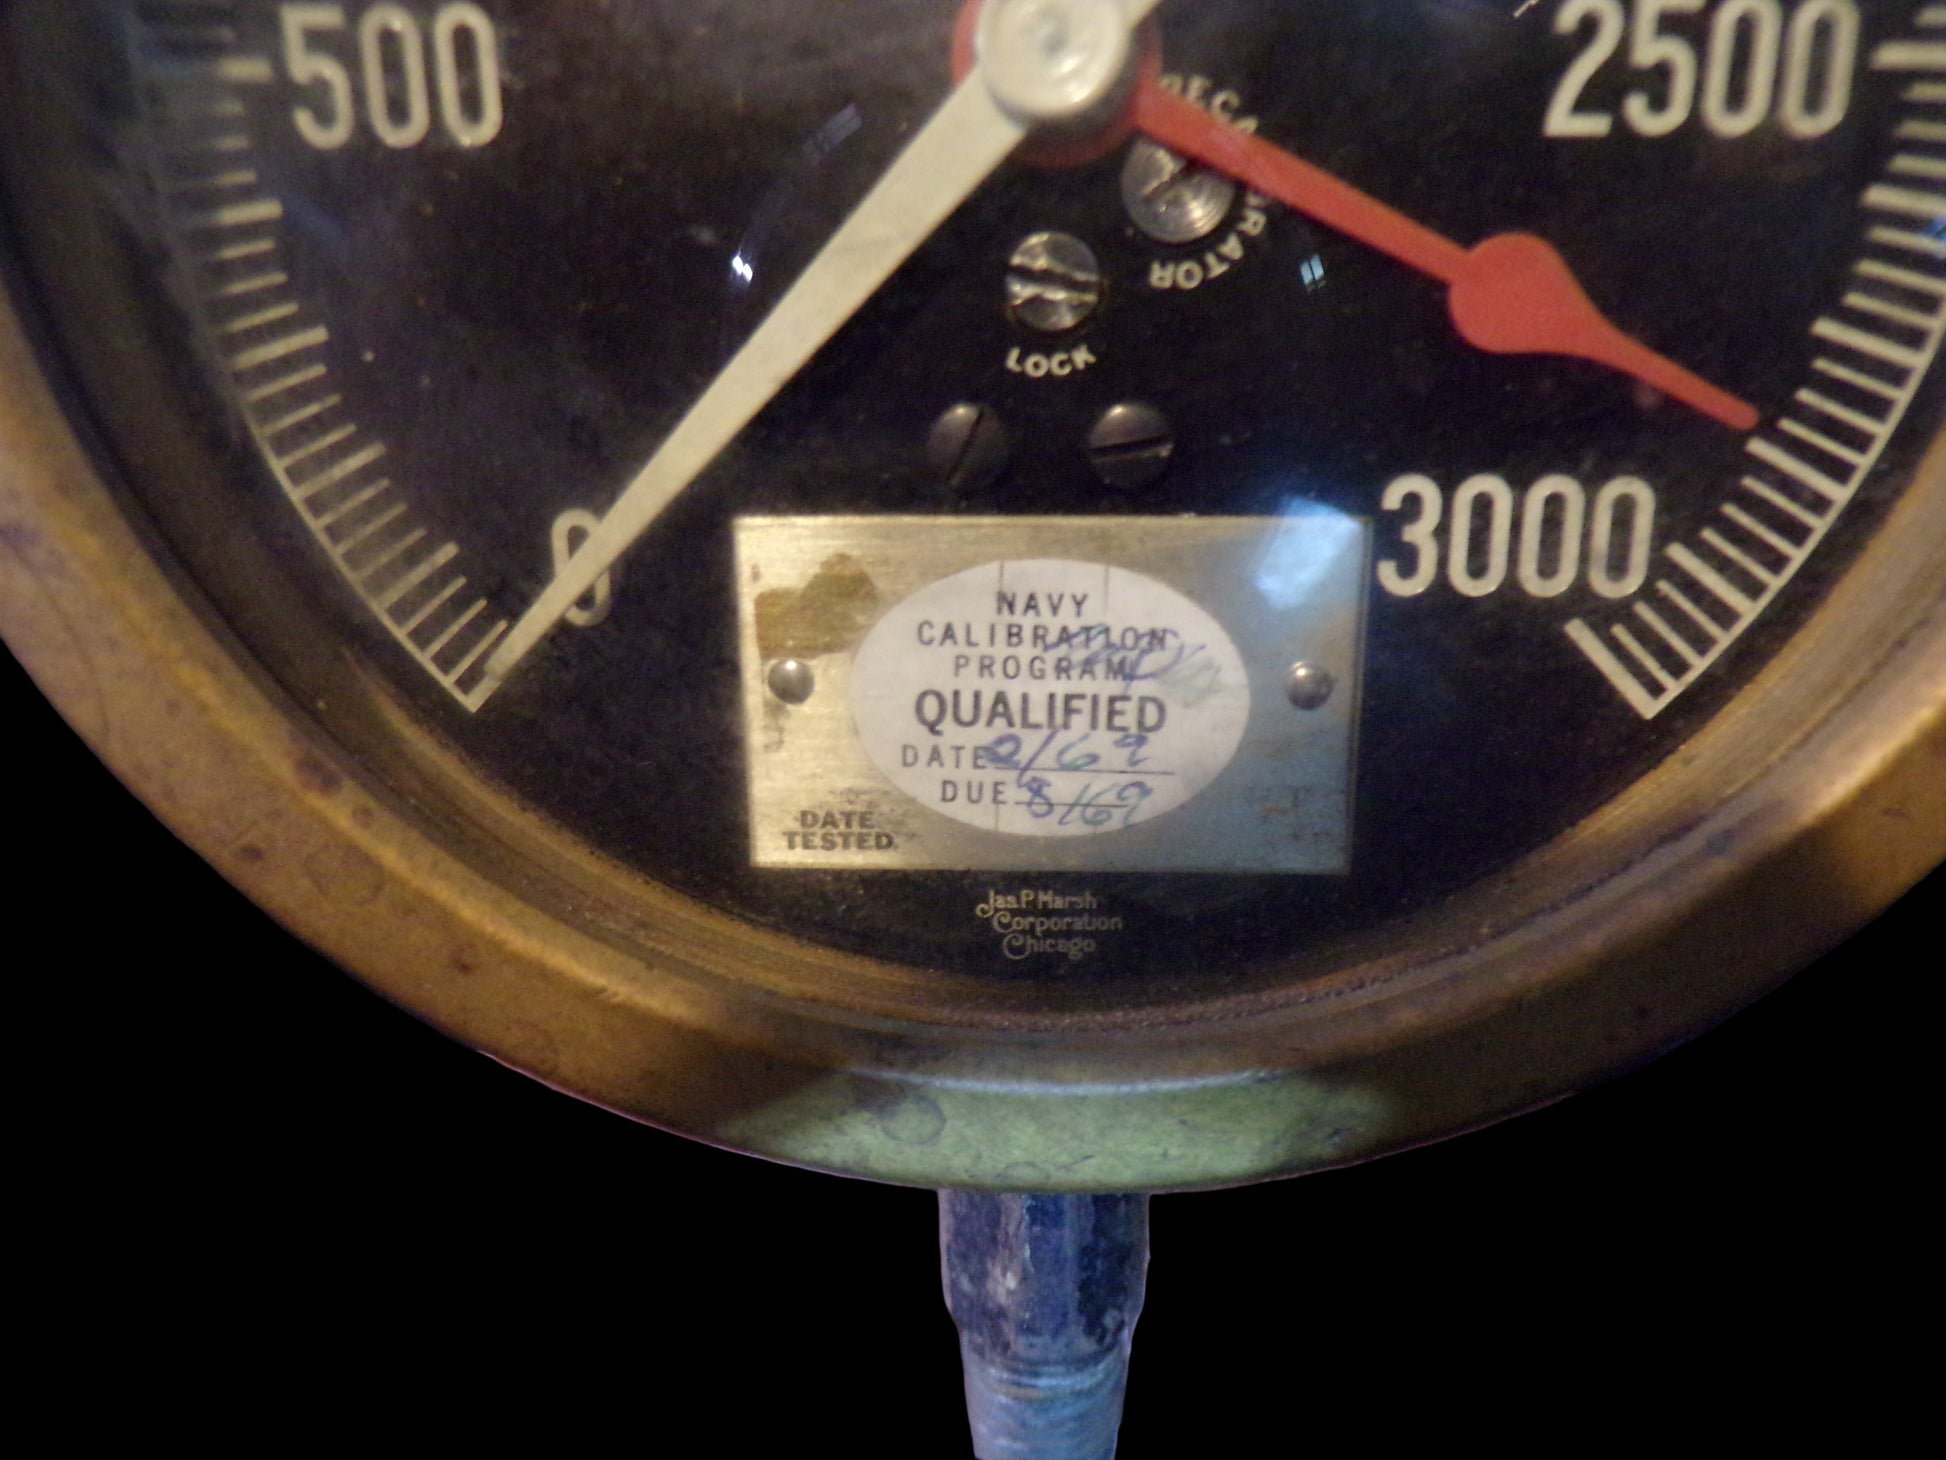 500
2500
LOCK
0
3000
NAVY
CALIBRATION
PROGRAM
QUALIFIED
DATE 2/69
DUE 8/69
DATE
TESTED
Jas. P. Marsh
Corporation
Chicago